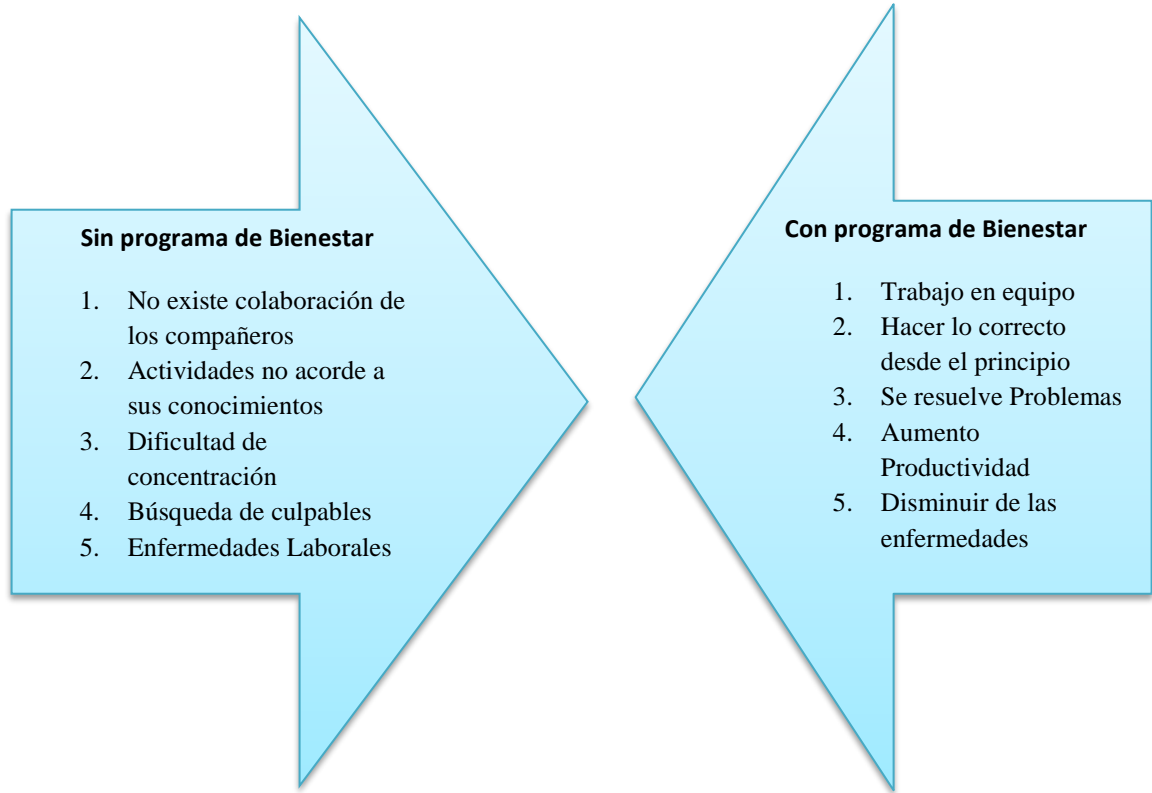 Sin programa de Bienestar
1. No existe colaboración de
los compañeros
2. Actividades no acorde a
sus conocimientos
3. Dificultad de
concentración
4. Búsqueda de culpables
5. Enfermedades Laborales
Con programa de Bienestar
1. Trabajo en equipo
2. Hacer lo correcto
desde el principio
3. Se resuelve Problemas
4. Aumento
Productividad
5. Disminuir de las
enfermedades